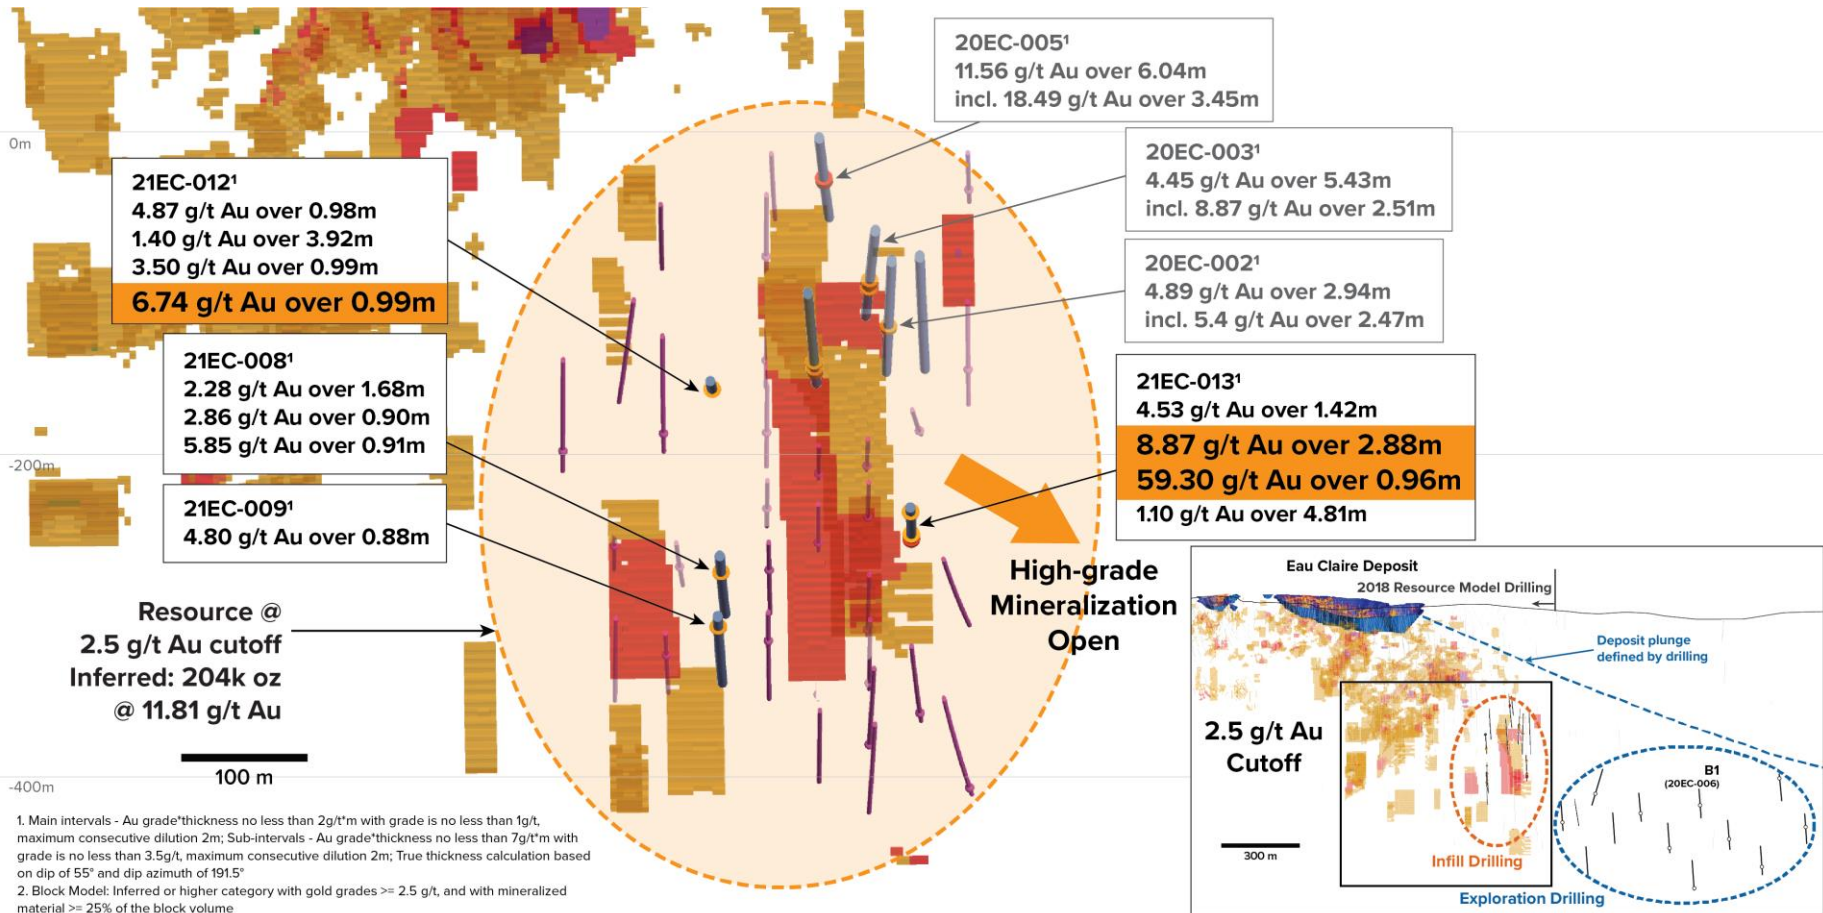 20EC-005¹
11.56 g/t Au over 6.04m
incl. 18.49 g/t Au over 3.45m
0m
20EC-003¹
4.45 g/t Au over 5.43m
incl. 8.87 g/t Au over 2.51m
21EC-012¹
4.87 g/t Au over 0.98m
1.40 g/t Au over 3.92m
3.50 g/t Au over 0.99m
6.74 g/t Au over 0.99m
20EC-002¹
4.89 g/t Au over 2.94m
incl. 5.4 g/t Au over 2.47m
21EC-008¹
2.28 g/t Au over 1.68m
2.86 g/t Au over 0.90m
5.85 g/t Au over 0.91m
21EC-013¹
4.53 g/t Au over 1.42m
8.87 g/t Au over 2.88m
59.30 g/t Au over 0.96m
1.10 g/t Au over 4.81m
-200m
21EC-009¹
4.80 g/t Au over 0.88m
High-grade
Mineralization
Open
Resource @
2.5 g/t Au cutoff
Inferred: 204k oz
@ 11.81 g/t Au
100 m
-400m
Eau Claire Deposit
2018 Resource Model Drilling
Deposit plunge
defined by drilling
2.5 g/t Au
Cutoff
B1
(20EC-006)
300 m
Infill Drilling
Exploration Drilling
1. Main intervals - Au grade*thickness no less than 2g/t*m with grade is no less than 1g/t,
maximum consecutive dilution 2m; Sub-intervals - Au grade*thickness no less than 7g/t*m with
grade is no less than 3.5g/t, maximum consecutive dilution 2m; True thickness calculation based
on dip of 55° and dip azimuth of 191.5°
2. Block Model: Inferred or higher category with gold grades >= 2.5 g/t, and with mineralized
material >= 25% of the block volume